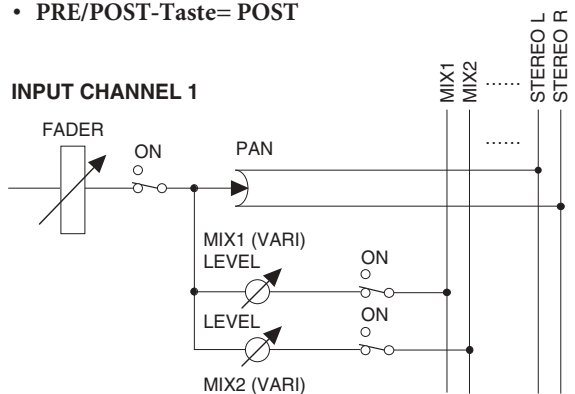 • PRE/POST-Taste= POST
INPUT CHANNEL 1
MIX1
MIX2
......
STEREO L
STEREO R
......
FADER
ON
PAN
MIX1 (VARI)
LEVEL
ON
LEVEL
ON
MIX2 (VARI)